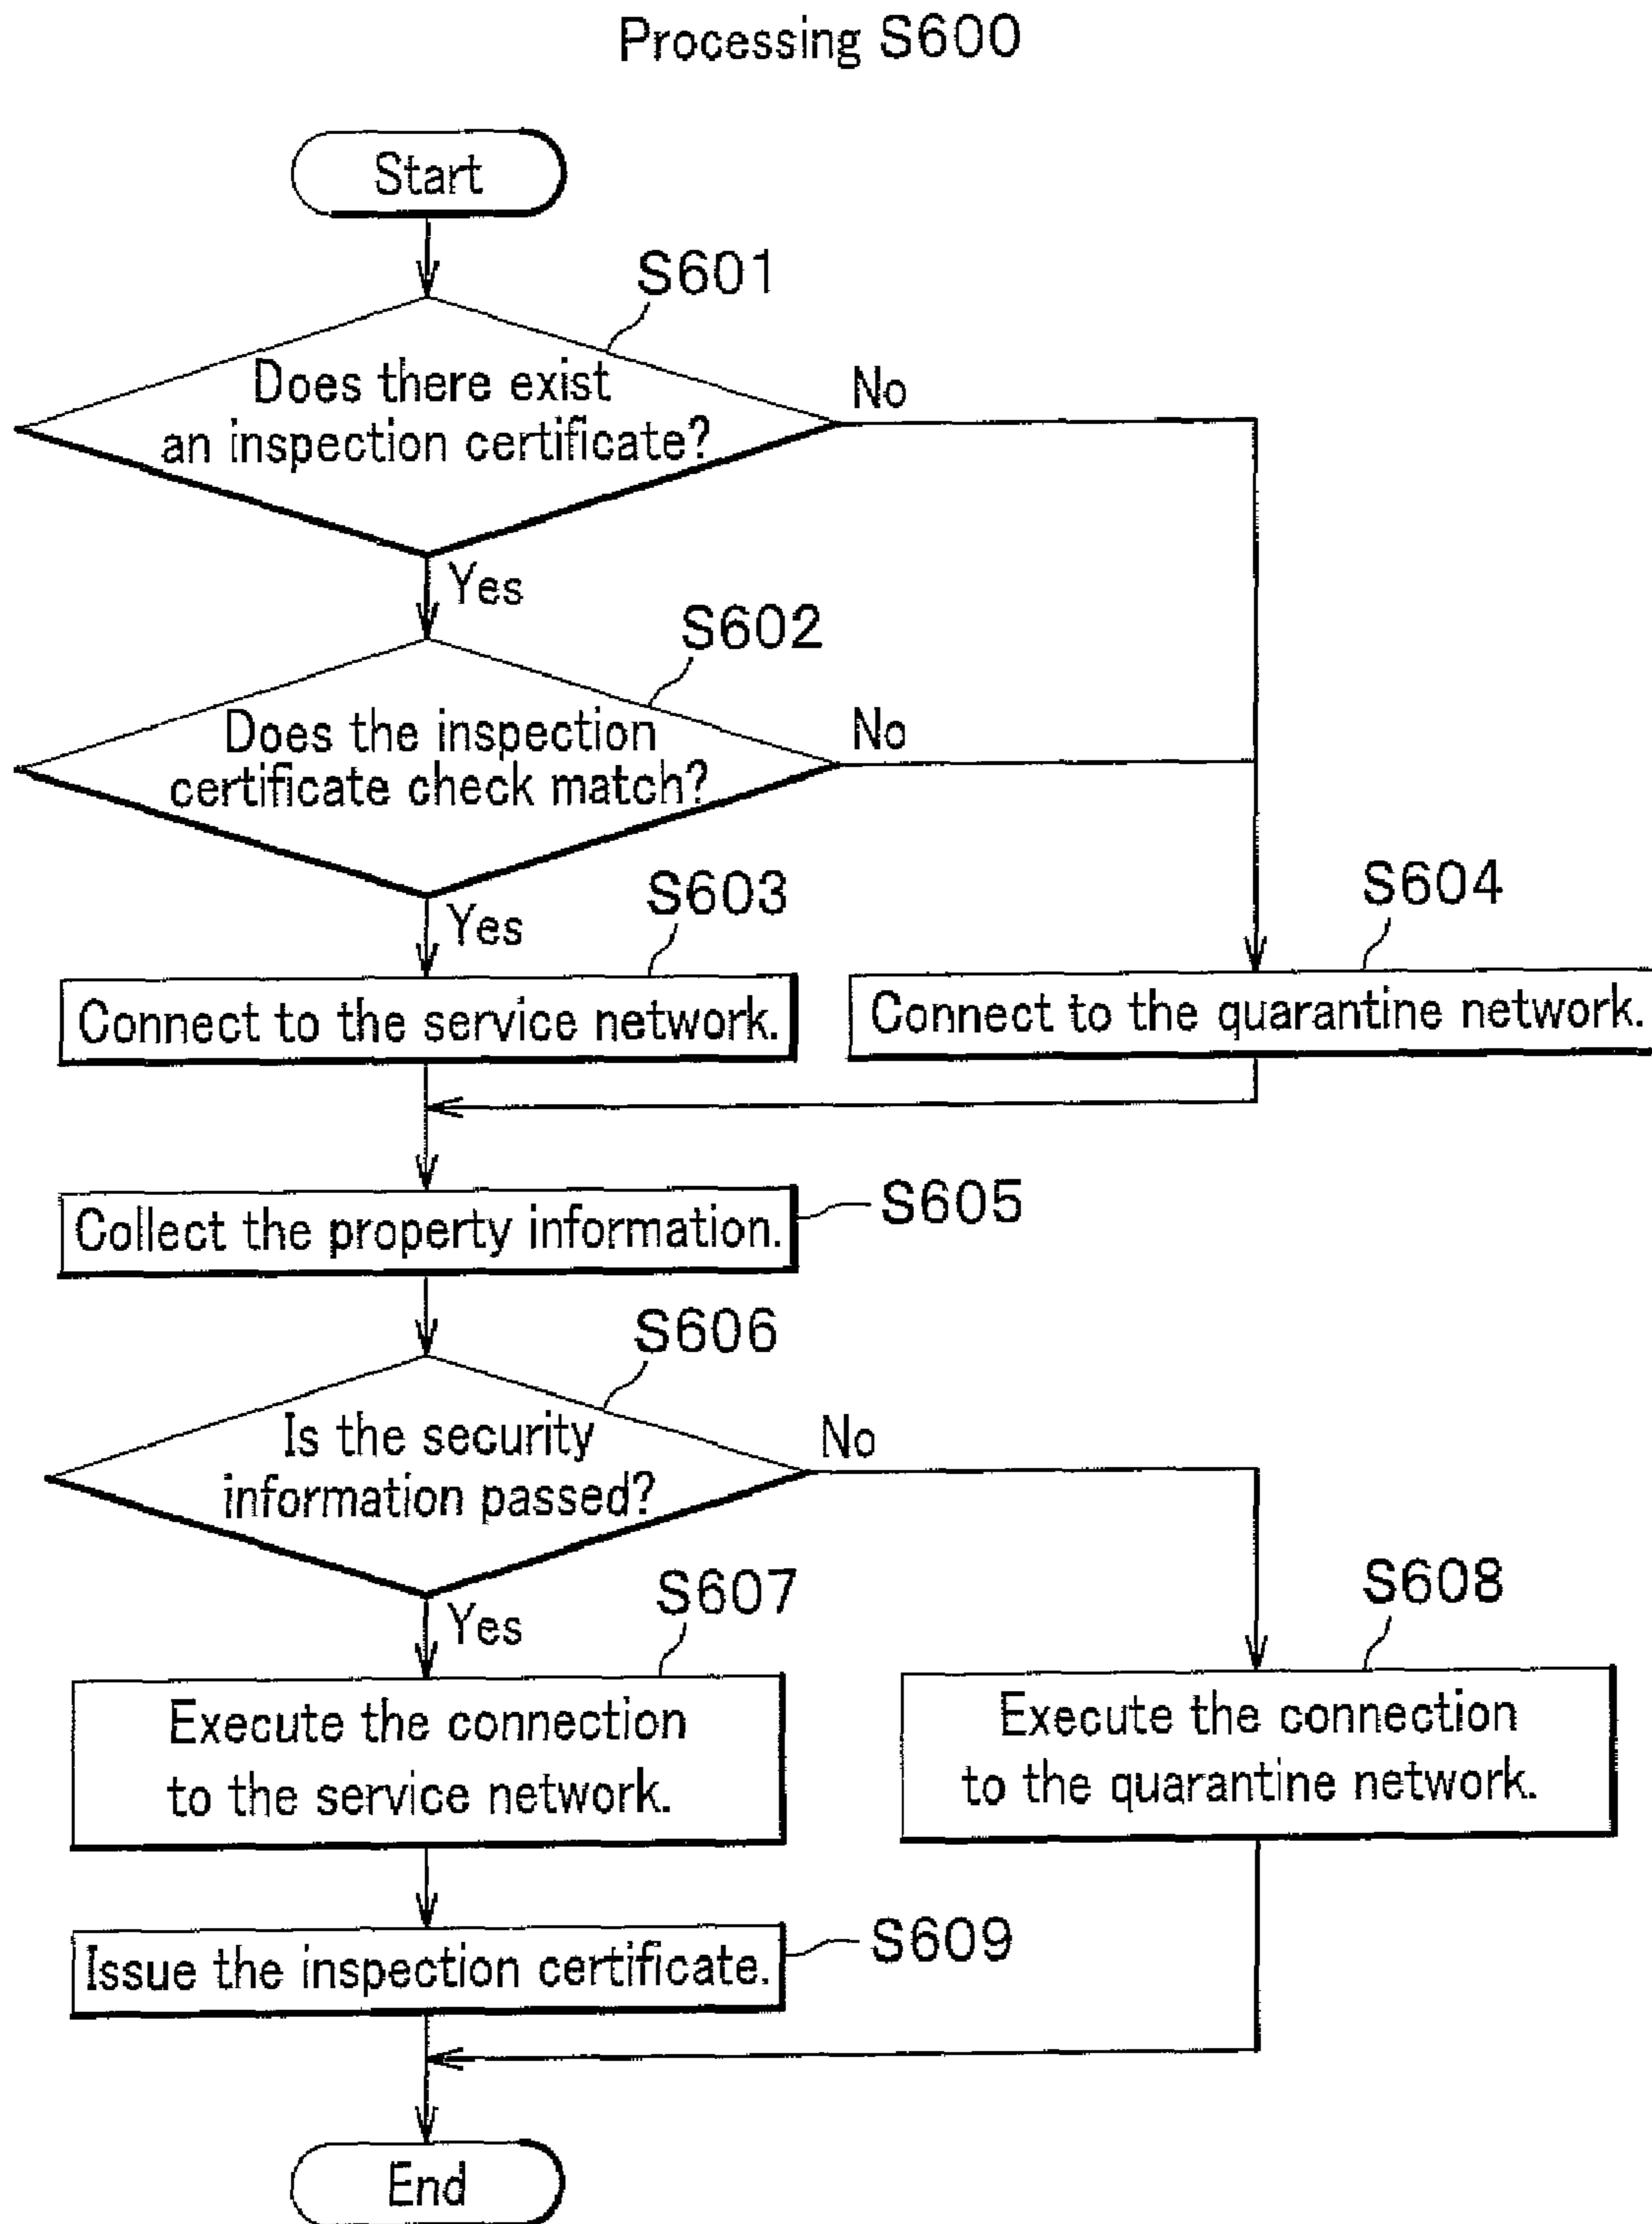 Processing S600
Start
S601
Does there exist
an inspection certificate?
No
Yes
S602
Does the inspection
certificate check match?
No
Yes
S603
Connect to the service network.
S604
Connect to the quarantine network.
Collect the property information.
S605
S606
Is the security
information passed?
No
Yes
S607
Execute the connection
to the service network.
S608
Execute the connection
to the quarantine network.
Issue the inspection certificate.
S609
End